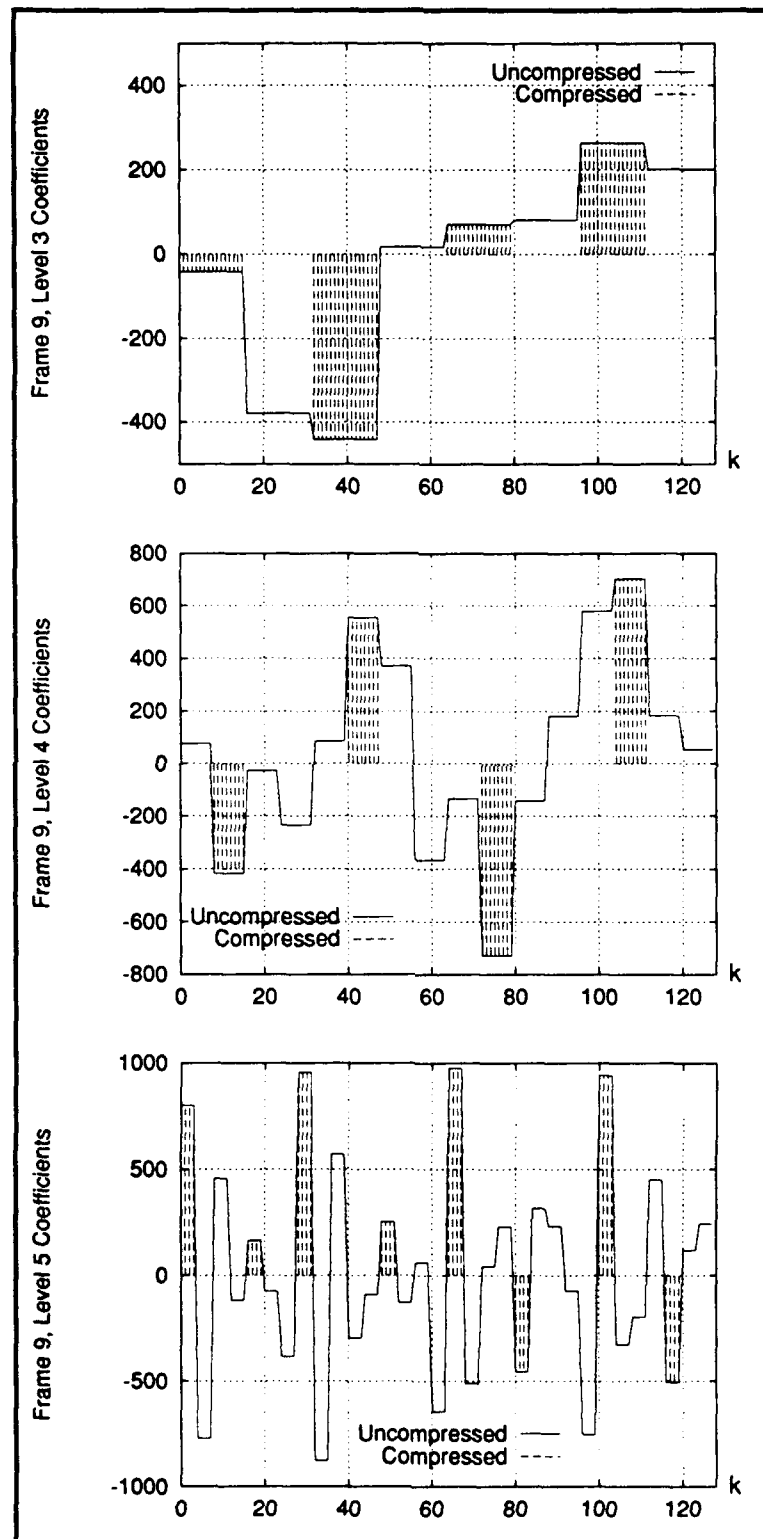 Frame 9, Level 3 Coefficients
400
200
0
-200
-400
Uncompressed
Compressed
0 20 40 60 80 100 120
k
Frame 9, Level 4 Coefficients
800
600
400
200
0
-200
-400
-600
-800
Uncompressed
Compressed
0 20 40 60 80 100 120
k
Frame 9, Level 5 Coefficients
1000
500
0
-500
-1000
Uncompressed
Compressed
0 20 40 60 80 100 120
k